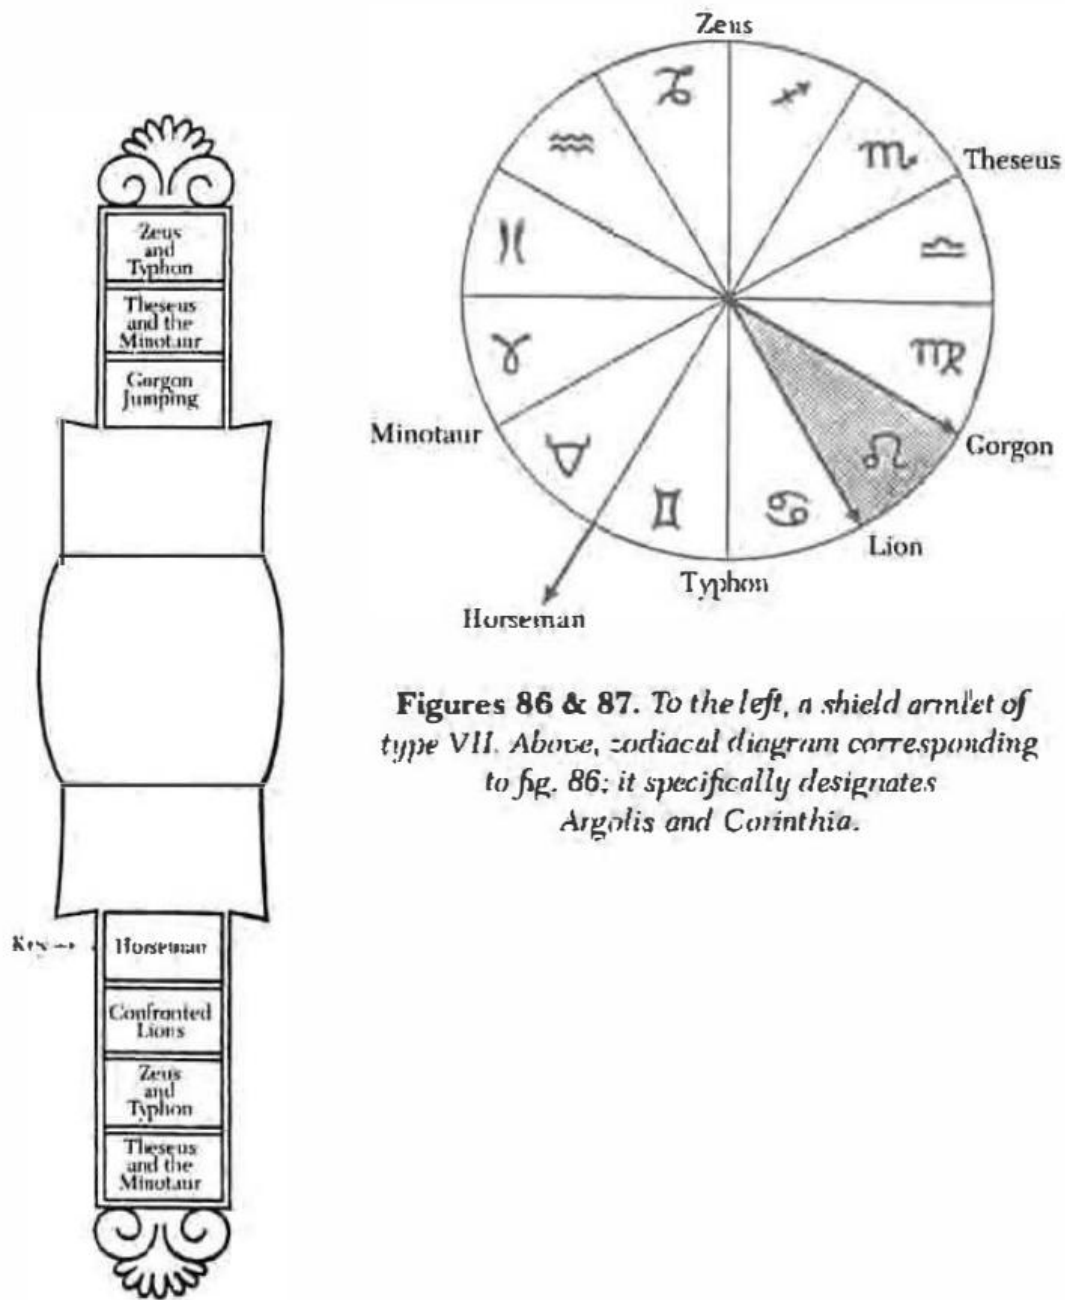 Zeus
and
Typhon
Theseus
and the
Minotaur
Gorgon
Jumping
Key →
Horseman
Confronted
Lions
Zeus
and
Typhon
Theseus
and the
Minotaur
Zeus
Theseus
Minotaur
Gorgon
Lion
Typhon
Horseman
Figures 86 & 87. To the left, a shield armlet of
type VII. Above, zodiacal diagram corresponding
to fig. 86; it specifically designates
Argolis and Corinthia.